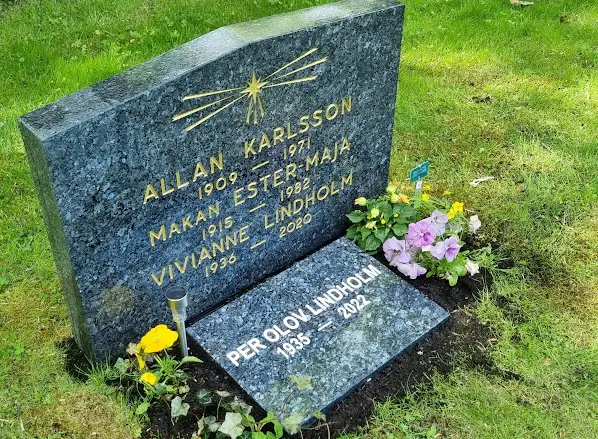 ALLAN KARLSSON
1909 — 1971
MAKAN ESTER-MAJA
1915 — 1982
VIVIANNE LINDHOLM
1936 — 2020
PER OLOV LINDHOLM
1935 — 2022